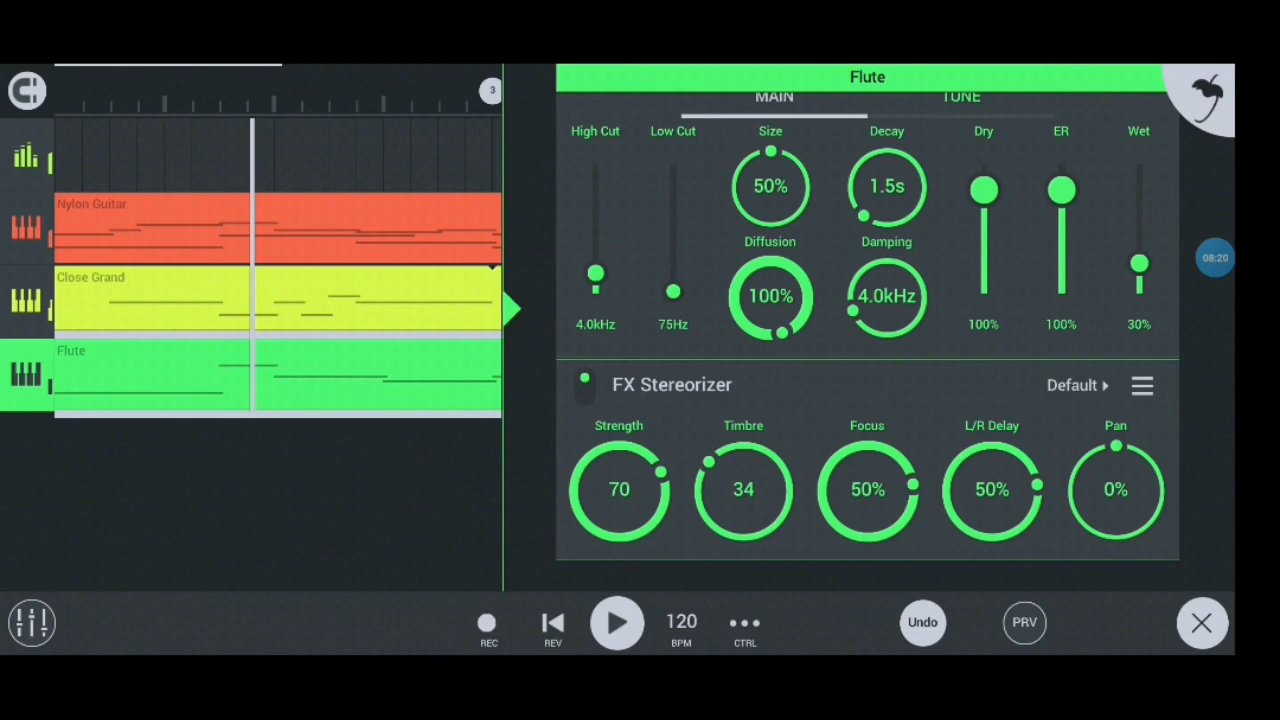 Flute
MAIN TUNE
3
High Cut Low Cut Size Decay Dry ER Wet
50% 1.5s
Nylon Guitar
Diffusion Damping
08:20
Close Grand
100% 4.0kHz
4.0kHz 75Hz 100% 100% 30%
Flute
FX Stereorizer Default
Strength Timbre Focus L/R Delay Pan
70 34 50% 50% 0%
120 Undo PRV
REC REV BPM CTRL